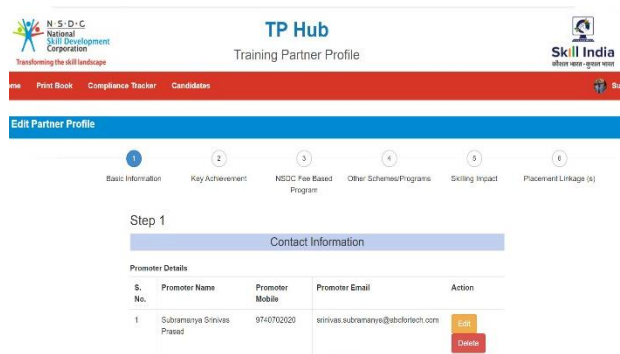 N·S·D·C
National
Skill Development
Corporation
Transforming the skill landscape
TP Hub
Training Partner Profile
Skill India
कौशल भारत-कुशल भारत
ome Print Book Compliance Tracker Candidates Su
Edit Partner Profile
1 2 3 4 5 6
Basic Information Key Achievement NSDC Fee Based Program Other Schemes/Programs Skilling Impact Placement Linkage (s)
Step 1
Contact Information
Promoter Details
S. No. Promoter Name Promoter Mobile Promoter Email Action
1 Subramanya Srinivas Prasad 9740702020 srinivas.subramanya@abcfortech.com Edit
Delete